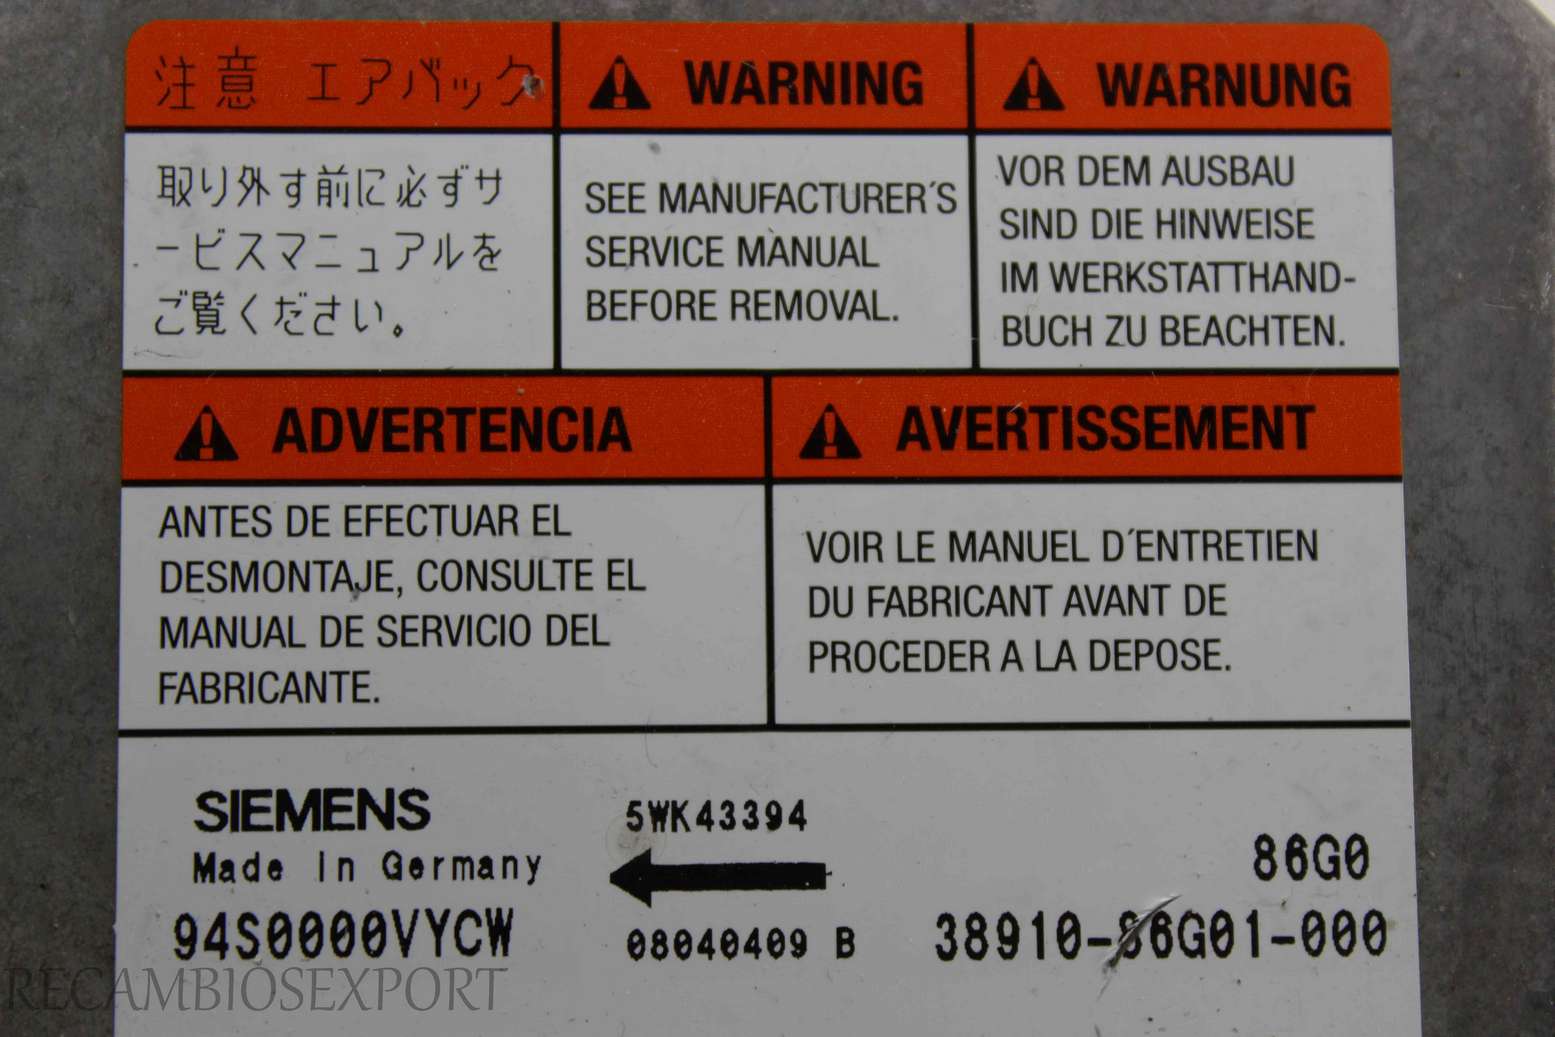 注意 エアバック
取り外す前に必ずサ
ービスマニュアルを
ご覧ください。
WARNING
SEE MANUFACTURER´S
SERVICE MANUAL
BEFORE REMOVAL.
WARNUNG
VOR DEM AUSBAU
SIND DIE HINWEISE
IM WERKSTATTHAND-
BUCH ZU BEACHTEN.
ADVERTENCIA
ANTES DE EFECTUAR EL
DESMONTAJE, CONSULTE EL
MANUAL DE SERVICIO DEL
FABRICANTE.
AVERTISSEMENT
VOIR LE MANUEL D´ENTRETIEN
DU FABRICANT AVANT DE
PROCEDER A LA DEPOSE.
SIEMENS
Made in Germany
94S0000VYCW
5WK43394
08040409 B
86G0
38910-86G01-000
RECAMBIOSEXPORT